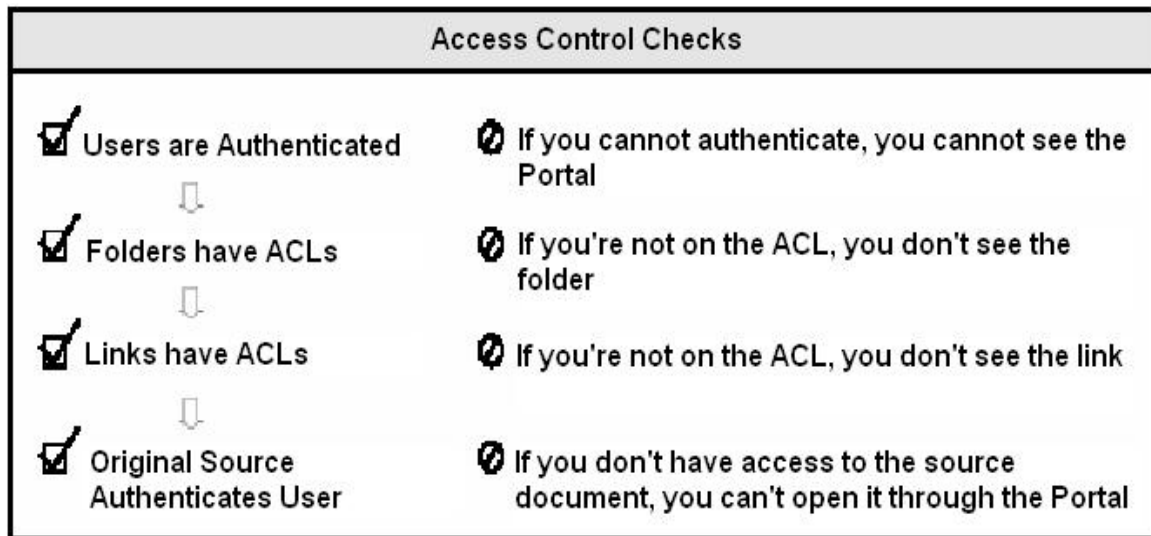 Access Control Checks
Users are Authenticated
If you cannot authenticate, you cannot see the
Portal
Folders have ACLs
If you're not on the ACL, you don't see the
folder
Links have ACLs
If you're not on the ACL, you don't see the link
Original Source
Authenticates User
If you don't have access to the source
document, you can't open it through the Portal